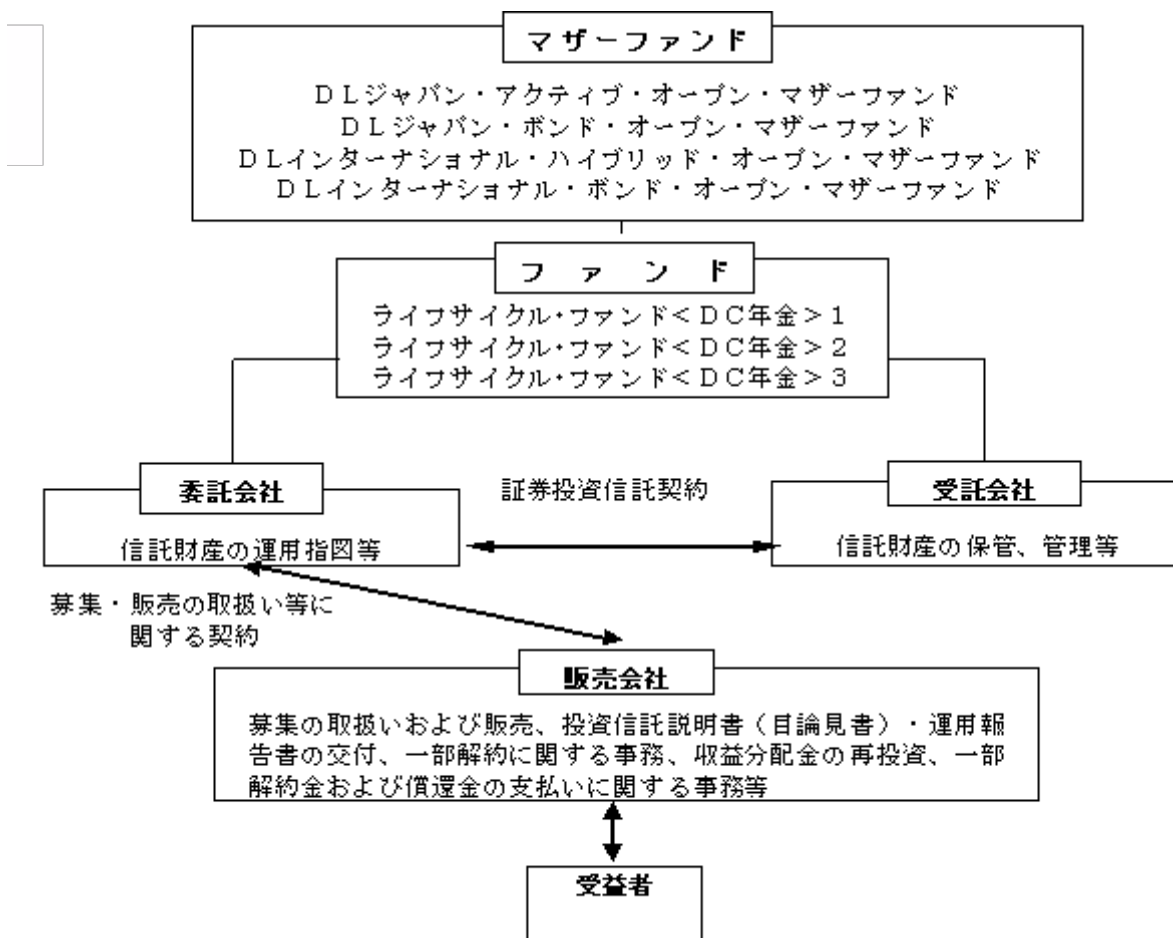 マザーファンド
ＤＬジャパン・アクティブ・オープン・マザーファンド
ＤＬジャパン・ボンド・オープン・マザーファンド
ＤＬインターナショナル・ハイブリッド・オープン・マザーファンド
ＤＬインターナショナル・ボンド・オープン・マザーファンド
ファンド
ライフサイクル・ファンド＜ＤＣ年金＞１
ライフサイクル・ファンド＜ＤＣ年金＞２
ライフサイクル・ファンド＜ＤＣ年金＞３
委託会社
証券投資信託契約
受託会社
信託財産の運用指図等
信託財産の保管、管理等
募集・販売の取扱い等に
関する契約
販売会社
募集の取扱いおよび販売、投資信託説明書（目論見書）・運用報
告書の交付、一部解約に関する事務、収益分配金の再投資、一部
解約金および償還金の支払いに関する事務等
受益者